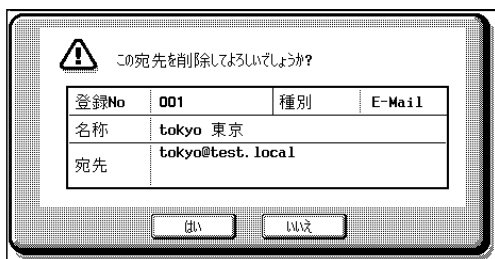 この宛先を削除してよろしいでしょうか?
登録No 001 種別 E-Mail
名称 tokyo 東京
宛先 tokyo@test.local
はい いいえ